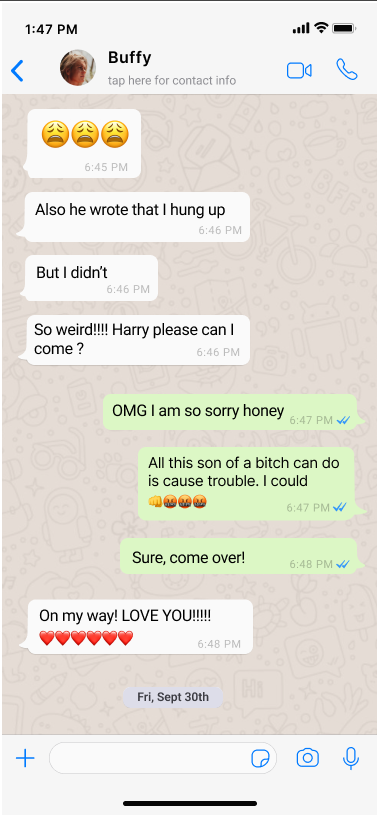 1:47 PM
Buffy
tap here for contact info
😩😩😩
6:45 PM
Also he wrote that I hung up
6:46 PM
But I didn't
6:46 PM
So weird!!!! Harry please can I
come ?
6:46 PM
OMG I am so sorry honey
6:47 PM
All this son of a bitch can do
is cause trouble. I could
👊🤬🤬🤬
6:47 PM
Sure, come over!
6:48 PM
On my way! LOVE YOU!!!!!
❤️❤️❤️❤️❤️❤️
6:48 PM
Fri, Sept 30th